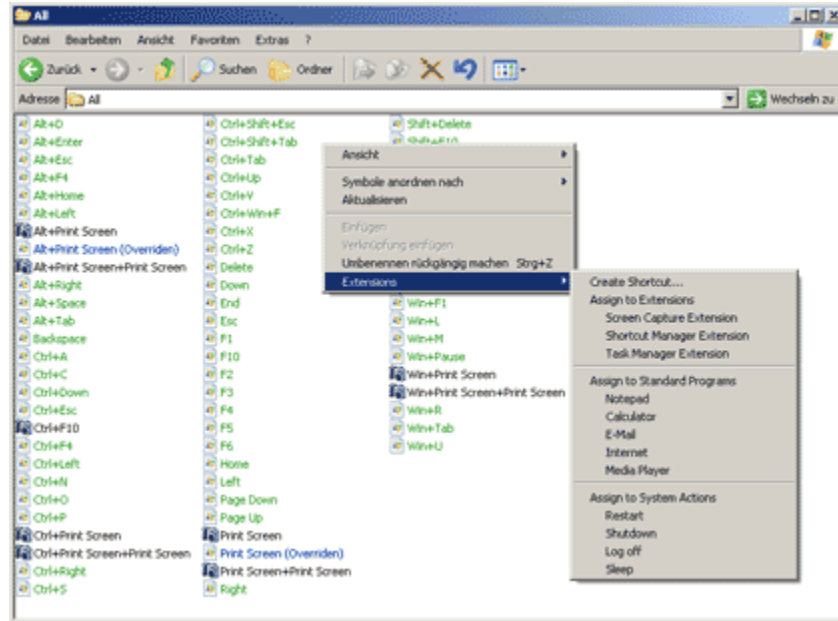 All
Datei Bearbeiten Ansicht Favoriten Extras ?
Zurück Suchen Ordner
Adresse All Wechseln zu
Alt+D
Alt+Enter
Alt+Esc
Alt+F4
Alt+Home
Alt+Left
Alt+Print Screen
Alt+Print Screen (Overriden)
Alt+Print Screen+Print Screen
Alt+Right
Alt+Space
Alt+Tab
Backspace
Ctrl+A
Ctrl+C
Ctrl+Down
Ctrl+Esc
Ctrl+F10
Ctrl+F4
Ctrl+Left
Ctrl+N
Ctrl+O
Ctrl+P
Ctrl+Print Screen
Ctrl+Print Screen+Print Screen
Ctrl+Right
Ctrl+S
Ctrl+Shift+Esc
Ctrl+Shift+Tab
Ctrl+Tab
Ctrl+Up
Ctrl+V
Ctrl+Win+F
Ctrl+X
Ctrl+Z
Delete
Down
End
Esc
F1
F10
F2
F3
F4
F5
F6
Home
Left
Page Down
Page Up
Print Screen
Print Screen (Overriden)
Print Screen+Print Screen
Right
Shift+Delete
Shift+F10
Win+F1
Win+L
Win+M
Win+Pause
Win+Print Screen
Win+Print Screen+Print Screen
Win+R
Win+Tab
Win+U
Ansicht
Symbole anordnen nach
Aktualisieren
Einfügen
Verknüpfung einfügen
Umbenennen rückgängig machen Strg+Z
Extensions
Create Shortcut...
Assign to Extensions
Screen Capture Extension
Shortcut Manager Extension
Task Manager Extension
Assign to Standard Programs
Notepad
Calculator
E-Mail
Internet
Media Player
Assign to System Actions
Restart
Shutdown
Log off
Sleep